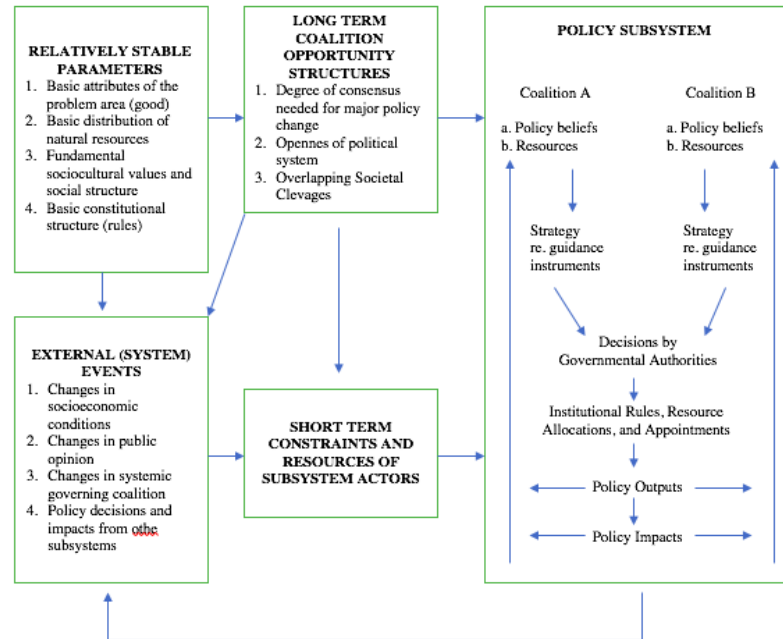 RELATIVELY STABLE
PARAMETERS
1. Basic attributes of the
problem area (good)
2. Basic distribution of
natural resources
3. Fundamental
sociocultural values and
social structure
4. Basic constitutional
structure (rules)
LONG TERM
COALITION
OPPORTUNITY
STRUCTURES
1. Degree of consensus
needed for major policy
change
2. Opennes of political
system
3. Overlapping Societal
Clevages
POLICY SUBSYSTEM
Coalition A
a. Policy beliefs
b. Resources
Strategy
re. guidance
instruments
Coalition B
a. Policy beliefs
b. Resources
Strategy
re. guidance
instruments
Decisions by
Governmental Authorities
Institutional Rules, Resource
Allocations, and Appointments
Policy Outputs
Policy Impacts
EXTERNAL (SYSTEM)
EVENTS
1. Changes in
socioeconomic
conditions
2. Changes in public
opinion
3. Changes in systemic
governing coalition
4. Policy decisions and
impacts from othe
subsystems
SHORT TERM
CONSTRAINTS AND
RESOURCES OF
SUBSYSTEM ACTORS